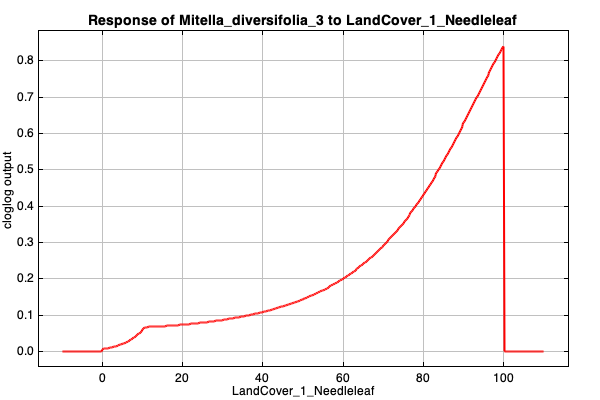 Response of Mitella_diversifolia_3 to LandCover_1_Needleleaf
cloglog output
0.8
0.7
0.6
0.5
0.4
0.3
0.2
0.1
0.0
0 20 40 60 80 100
LandCover_1_Needleleaf